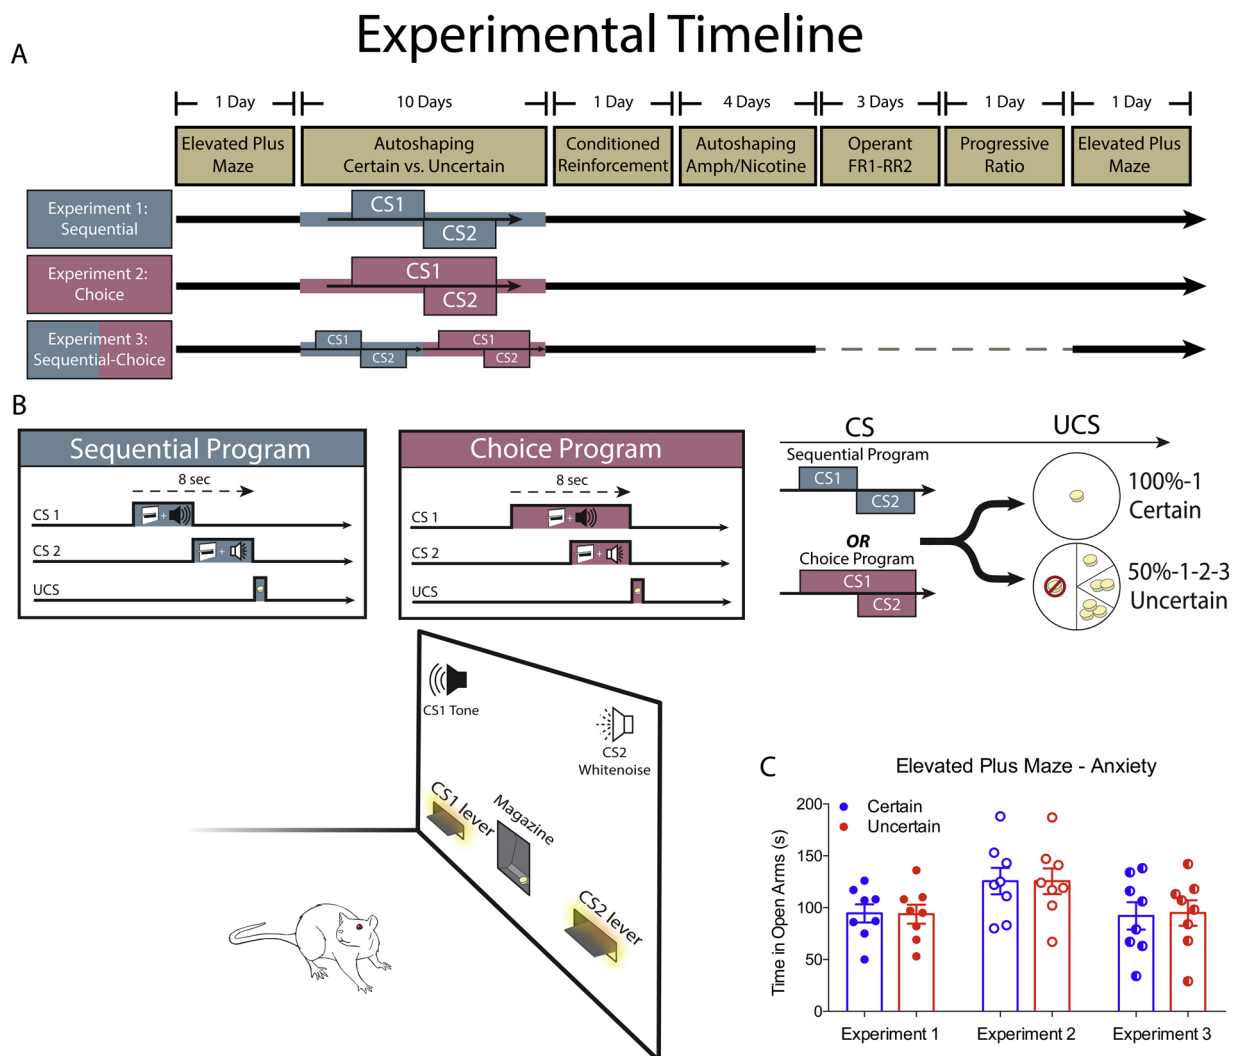 Experimental Timeline
A
1 Day
10 Days
1 Day
4 Days
3 Days
1 Day
1 Day
Elevated Plus
Maze
Autoshaping
Certain vs. Uncertain
Conditioned
Reinforcement
Autoshaping
Amph/Nicotine
Operant
FR1-RR2
Progressive
Ratio
Elevated Plus
Maze
Experiment 1:
Sequential
CS1
CS2
Experiment 2:
Choice
CS1
CS2
Experiment 3:
Sequential-Choice
CS1
CS2
CS1
CS2
B
Sequential Program
8 sec
CS 1
+
CS 2
+
UCS
Choice Program
8 sec
CS 1
+
CS 2
+
UCS
CS
UCS
Sequential Program
CS1
CS2
OR
Choice Program
CS1
CS2
100%-1
Certain
50%-1-2-3
Uncertain
CS1 Tone
CS2
Whitenoise
CS1 lever
Magazine
CS2 lever
C
Elevated Plus Maze - Anxiety
Certain
Uncertain
Time in Open Arms (s)
200
150
100
50
0
Experiment 1
Experiment 2
Experiment 3